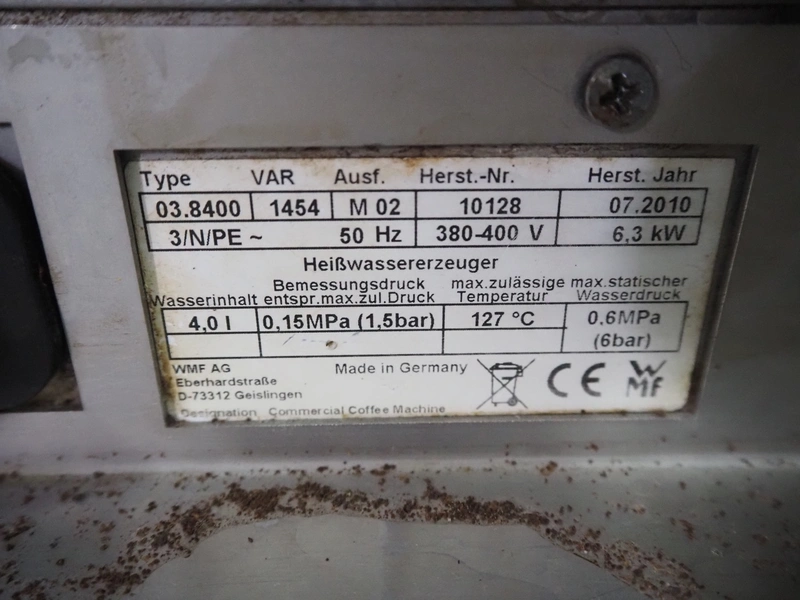 Type VAR Ausf. Herst.-Nr. Herst. Jahr
03.8400 1454 M 02 10128 07.2010
3/N/PE ~ 50 Hz 380-400 V 6,3 kW
Heißwassererzeuger
Bemessungsdruck max.zulässige max.statischer
Wasserinhalt entspr.max.zul.Druck Temperatur Wasserdruck
4,0 l 0,15MPa (1,5bar) 127 °C 0.6MPa
(6bar)
WMF AG Made in Germany
Eberhardstraße
D-73312 Geislingen
Designation Commercial Coffee Machine
CE WMF